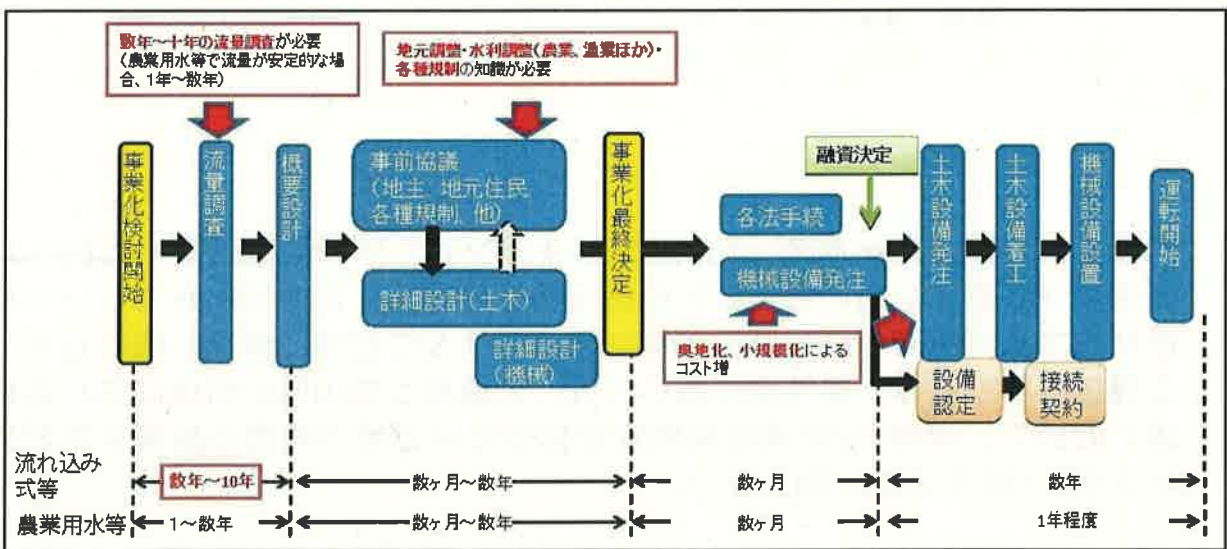 数年～十年の流量調査が必要
（農業用水等で流量が安定的な場
合、1年～数年）
地元調整・水利調整（農業、漁業ほか）・
各種規制の知識が必要
事業化検討開始
流量調査
概要設計
事前協議
（地主、地元住民
各種規制、他）
詳細設計（土木）
詳細設計
（機械）
事業化最終決定
各法手続
機械設備発注
奥地化、小規模化による
コスト増
融資決定
土木設備発注
土木設備着工
機械設備設置
運転開始
設備
認定
接続
契約
流れ込み
式等
数年～10年
数ヶ月～数年
数ヶ月
数年
農業用水等
1～数年
数ヶ月～数年
数ヶ月
1年程度